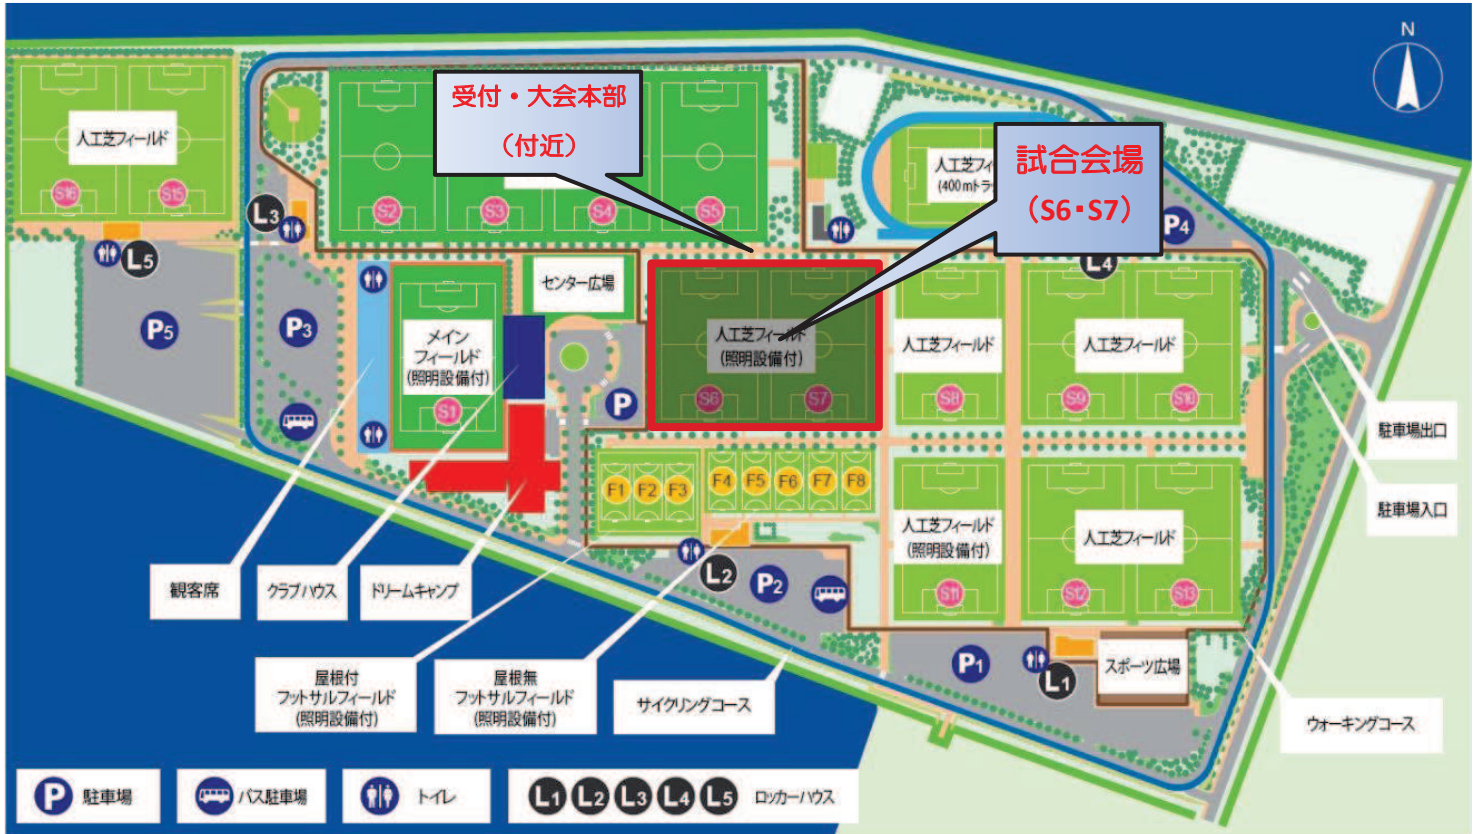 N
受付・大会本部
（付近）
試合会場
（S6・S7）
人工芝フィールド
S16
S15
S2
S3
S4
S5
人工芝フィ
(400mトラ
P4
L3
L5
L4
P5
P3
センター広場
メイン
フィールド
(照明設備付)
S1
P
人工芝フィールド
(照明設備付)
S6
S7
人工芝フィールド
S8
人工芝フィールド
S9
S10
駐車場出口
駐車場入口
F1
F2
F3
F4
F5
F6
F7
F8
人工芝フィールド
(照明設備付)
S11
人工芝フィールド
S12
S13
L2
P2
P1
L1
スポーツ広場
観客席
クラブハウス
ドリームキャンプ
屋根付
フットサルフィールド
(照明設備付)
屋根無
フットサルフィールド
(照明設備付)
サイクリングコース
ウォーキングコース
P 駐車場
バス駐車場
トイレ
L1 L2 L3 L4 L5 ロッカーハウス